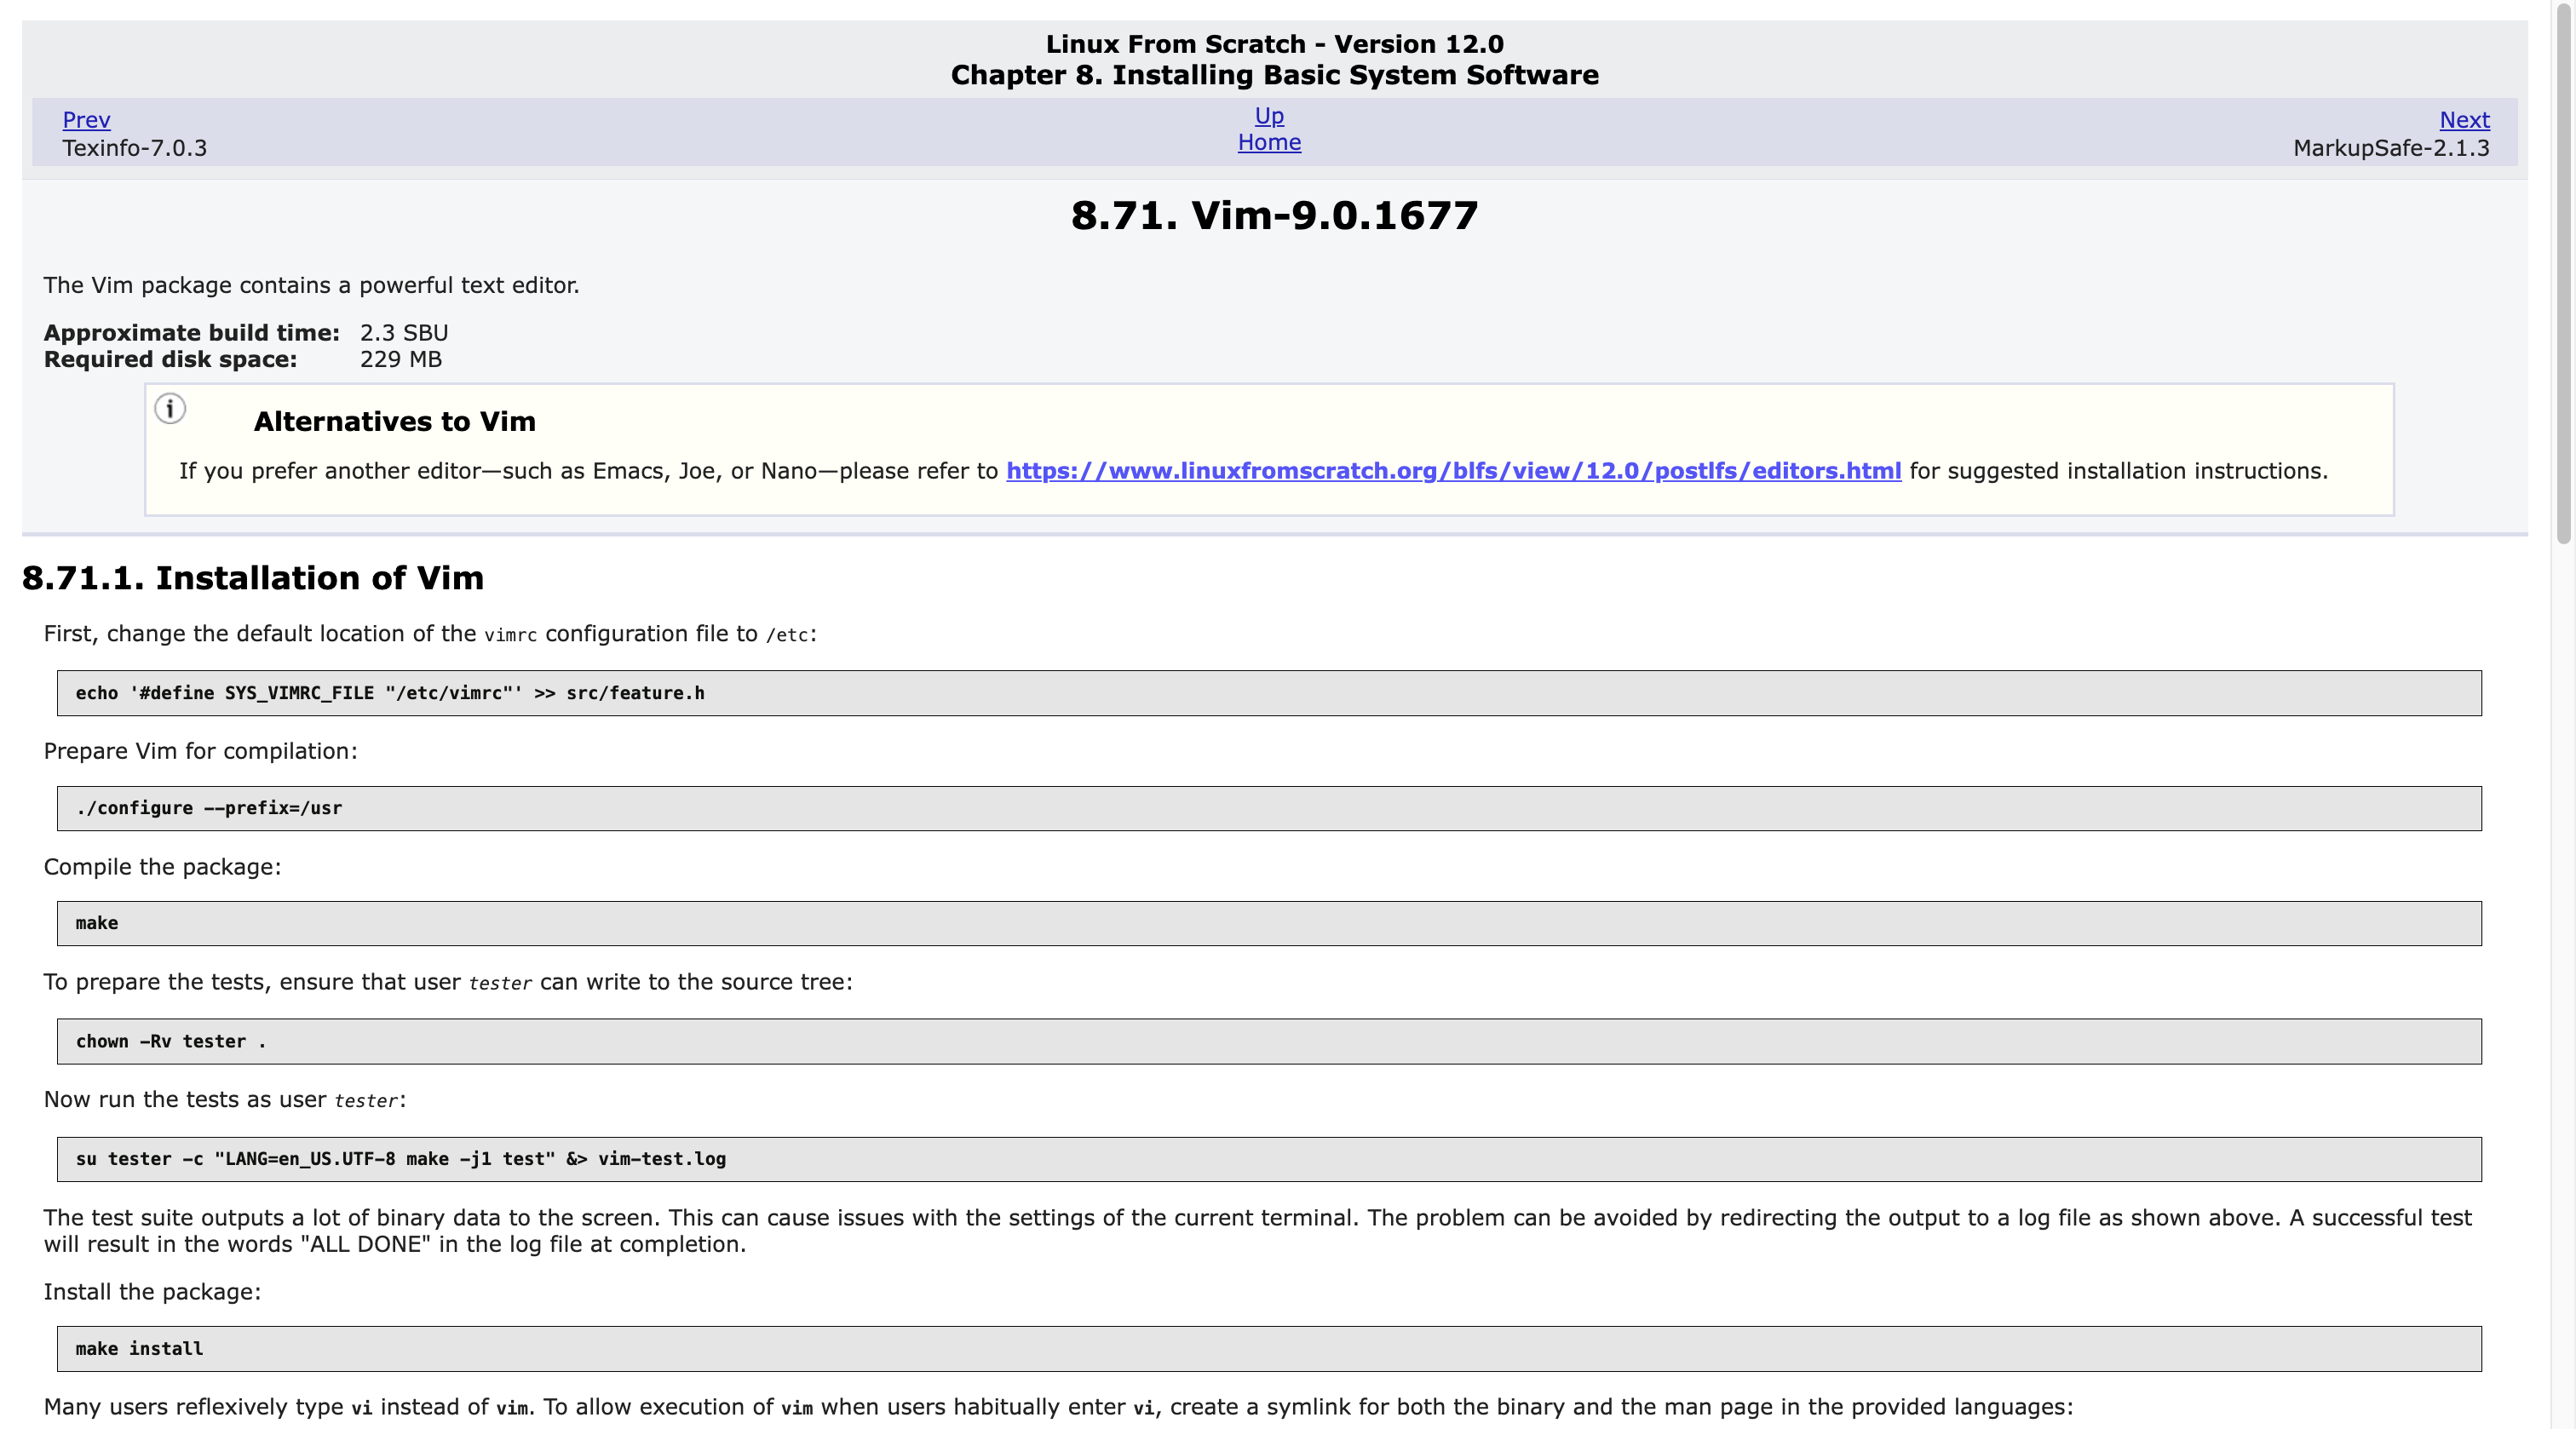 Linux From Scratch - Version 12.0
Chapter 8. Installing Basic System Software
Prev
Up
Next
Texinfo-7.0.3
Home
MarkupSafe-2.1.3
8.71. Vim-9.0.1677
The Vim package contains a powerful text editor.
Approximate build time: 2.3 SBU
Required disk space: 229 MB
Alternatives to Vim
If you prefer another editor—such as Emacs, Joe, or Nano—please refer to https://www.linuxfromscratch.org/blfs/view/12.0/postlfs/editors.html for suggested installation instructions.
8.71.1. Installation of Vim
First, change the default location of the vimrc configuration file to /etc:
echo '#define SYS_VIMRC_FILE "/etc/vimrc"' >> src/feature.h
Prepare Vim for compilation:
./configure --prefix=/usr
Compile the package:
make
To prepare the tests, ensure that user tester can write to the source tree:
chown -Rv tester .
Now run the tests as user tester:
su tester -c "LANG=en_US.UTF-8 make -j1 test" &> vim-test.log
The test suite outputs a lot of binary data to the screen. This can cause issues with the settings of the current terminal. The problem can be avoided by redirecting the output to a log file as shown above. A successful test
will result in the words "ALL DONE" in the log file at completion.
Install the package:
make install
Many users reflexively type vi instead of vim. To allow execution of vim when users habitually enter vi, create a symlink for both the binary and the man page in the provided languages: